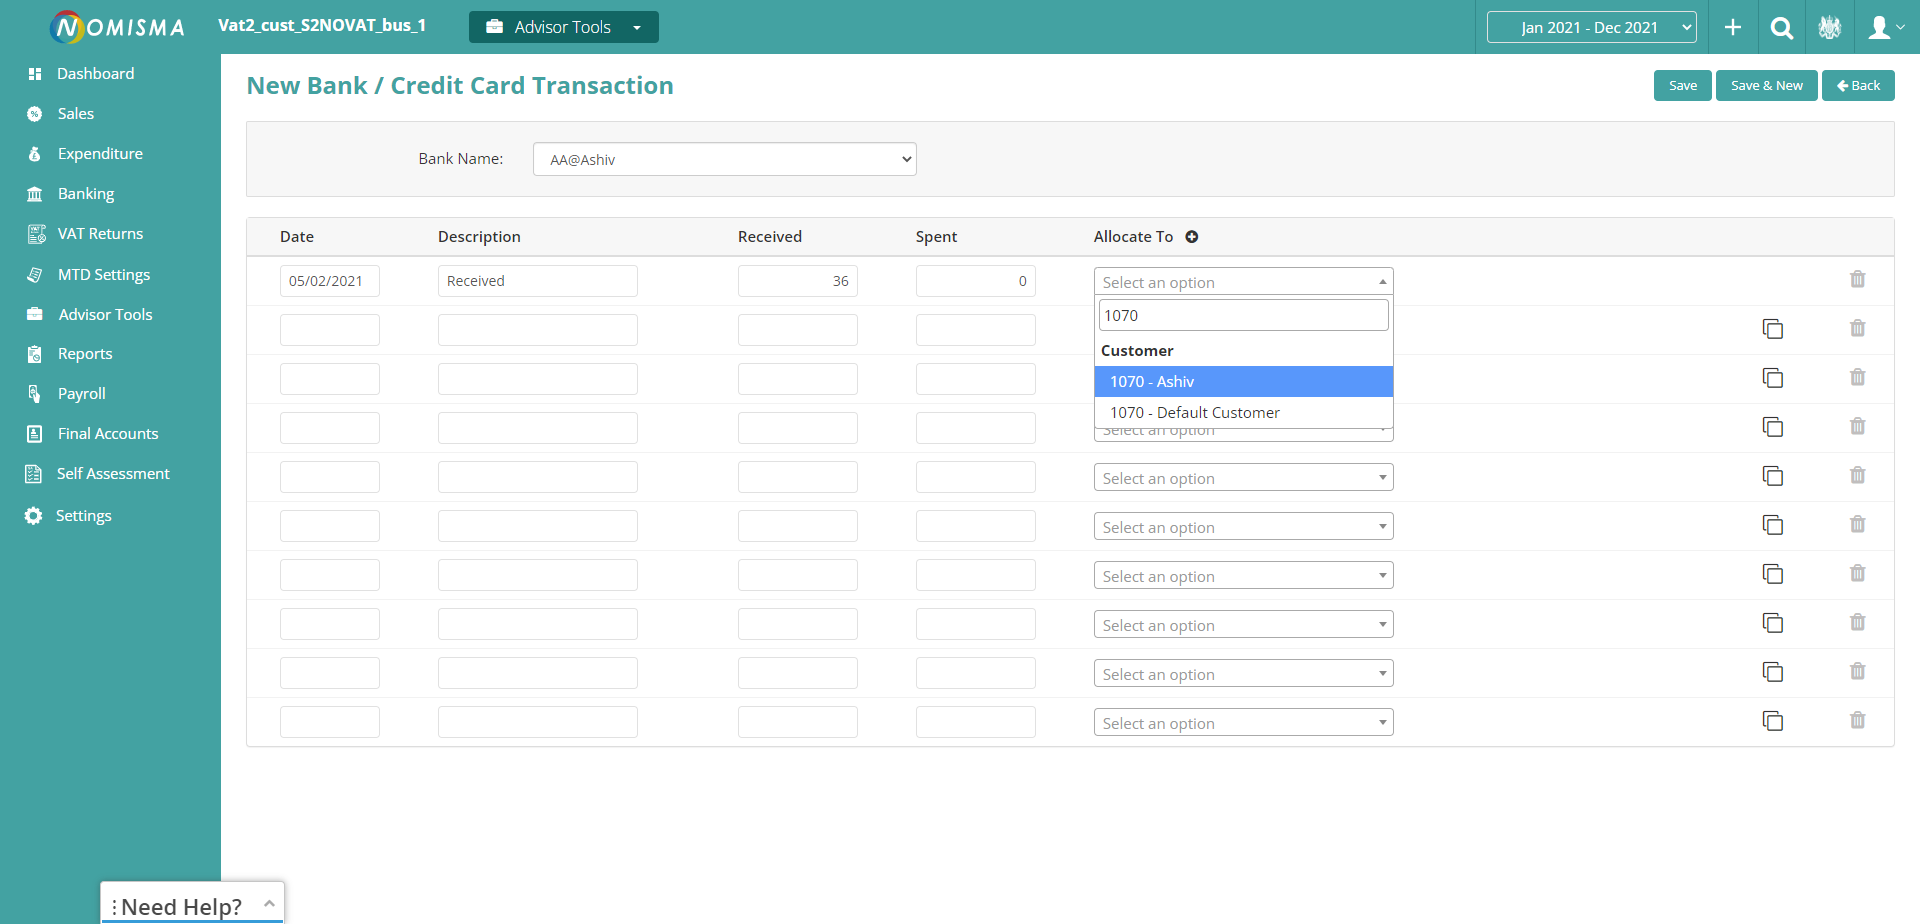 NOMISMA
Vat2_cust_S2NOVAT_bus_1
Advisor Tools
Jan 2021 - Dec 2021
Dashboard
Sales
Expenditure
Banking
VAT Returns
MTD Settings
Advisor Tools
Reports
Payroll
Final Accounts
Self Assessment
Settings
New Bank / Credit Card Transaction
Save
Save & New
Back
Bank Name:
AA@Ashiv
Date Description Received Spent Allocate To
05/02/2021 Received 36 0 Select an option
1070
Customer
1070 - Ashiv
1070 - Default Customer
Select an option
Select an option
Select an option
Select an option
Select an option
Select an option
Select an option
Need Help?